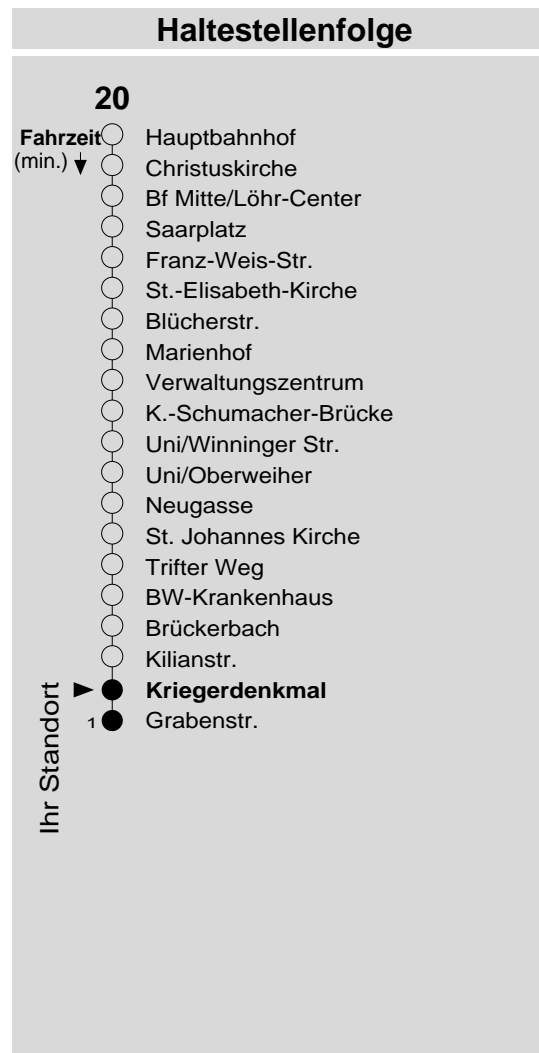 Haltestellenfolge
20
Fahrzeit
(min.)
Hauptbahnhof
Christuskirche
Bf Mitte/Löhr-Center
Saarplatz
Franz-Weis-Str.
St.-Elisabeth-Kirche
Blücherstr.
Marienhof
Verwaltungszentrum
K.-Schumacher-Brücke
Uni/Winninger Str.
Uni/Oberweiher
Neugasse
St. Johannes Kirche
Trifter Weg
BW-Krankenhaus
Brückerbach
Kilianstr.
Kriegerdenkmal
1 Grabenstr.
Ihr Standort